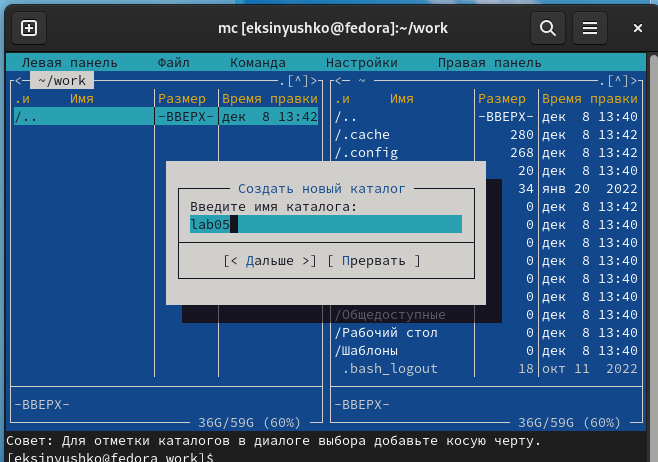 mc [eksinyushko@fedora]:~/work
Левая панель Файл Команда Настройки Правая панель
<─ ~/work .[^]> <─ ~ .[^]>
.и Имя Размер Время правки .и Имя Размер Время правки
/.. -ВВЕРХ- дек 8 13:42 /.. -ВВЕРХ- дек 8 13:40
/.cache 280 дек 8 13:42
/.config 268 дек 8 13:42
20 дек 8 13:40
Создать новый каталог 34 янв 20 2022
Введите имя каталога: 0 дек 8 13:42
lab05 0 дек 8 13:40
0 дек 8 13:40
[< Дальше >] [ Прервать ] 0 дек 8 13:40
0 дек 8 13:40
0 дек 8 13:40
/Общедоступные 0 дек 8 13:40
/Рабочий стол 0 дек 8 13:40
/Шаблоны 0 дек 8 13:40
.bash_logout 18 окт 11 2022
-ВВЕРХ- -ВВЕРХ-
36G/59G (60%) 36G/59G (60%)
Совет: Для отметки каталогов в диалоге выбора добавьте косую черту.
[eksinyushko@fedora work]$